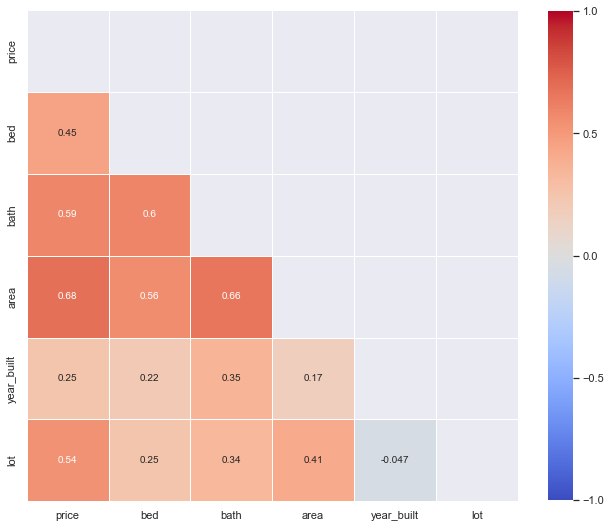 price
bed 0.45
bath 0.59 0.6
area 0.68 0.56 0.66
year_built 0.25 0.22 0.35 0.17
lot 0.54 0.25 0.34 0.41 -0.047
price bed bath area year_built lot
1.0
0.5
0.0
−0.5
−1.0